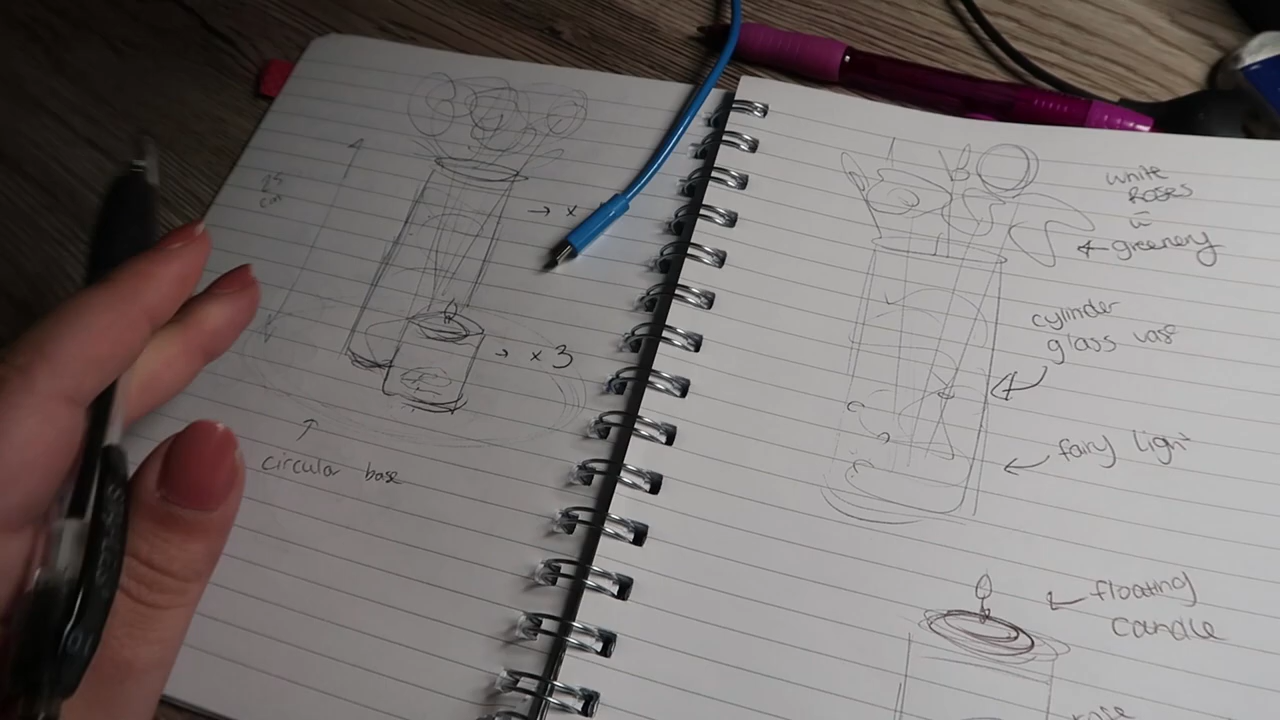 25
cm
→ x
→ x 3
circular base
white
ROSES
w̄
greenery
cylinder
glass vase
fairy light
floating
candle